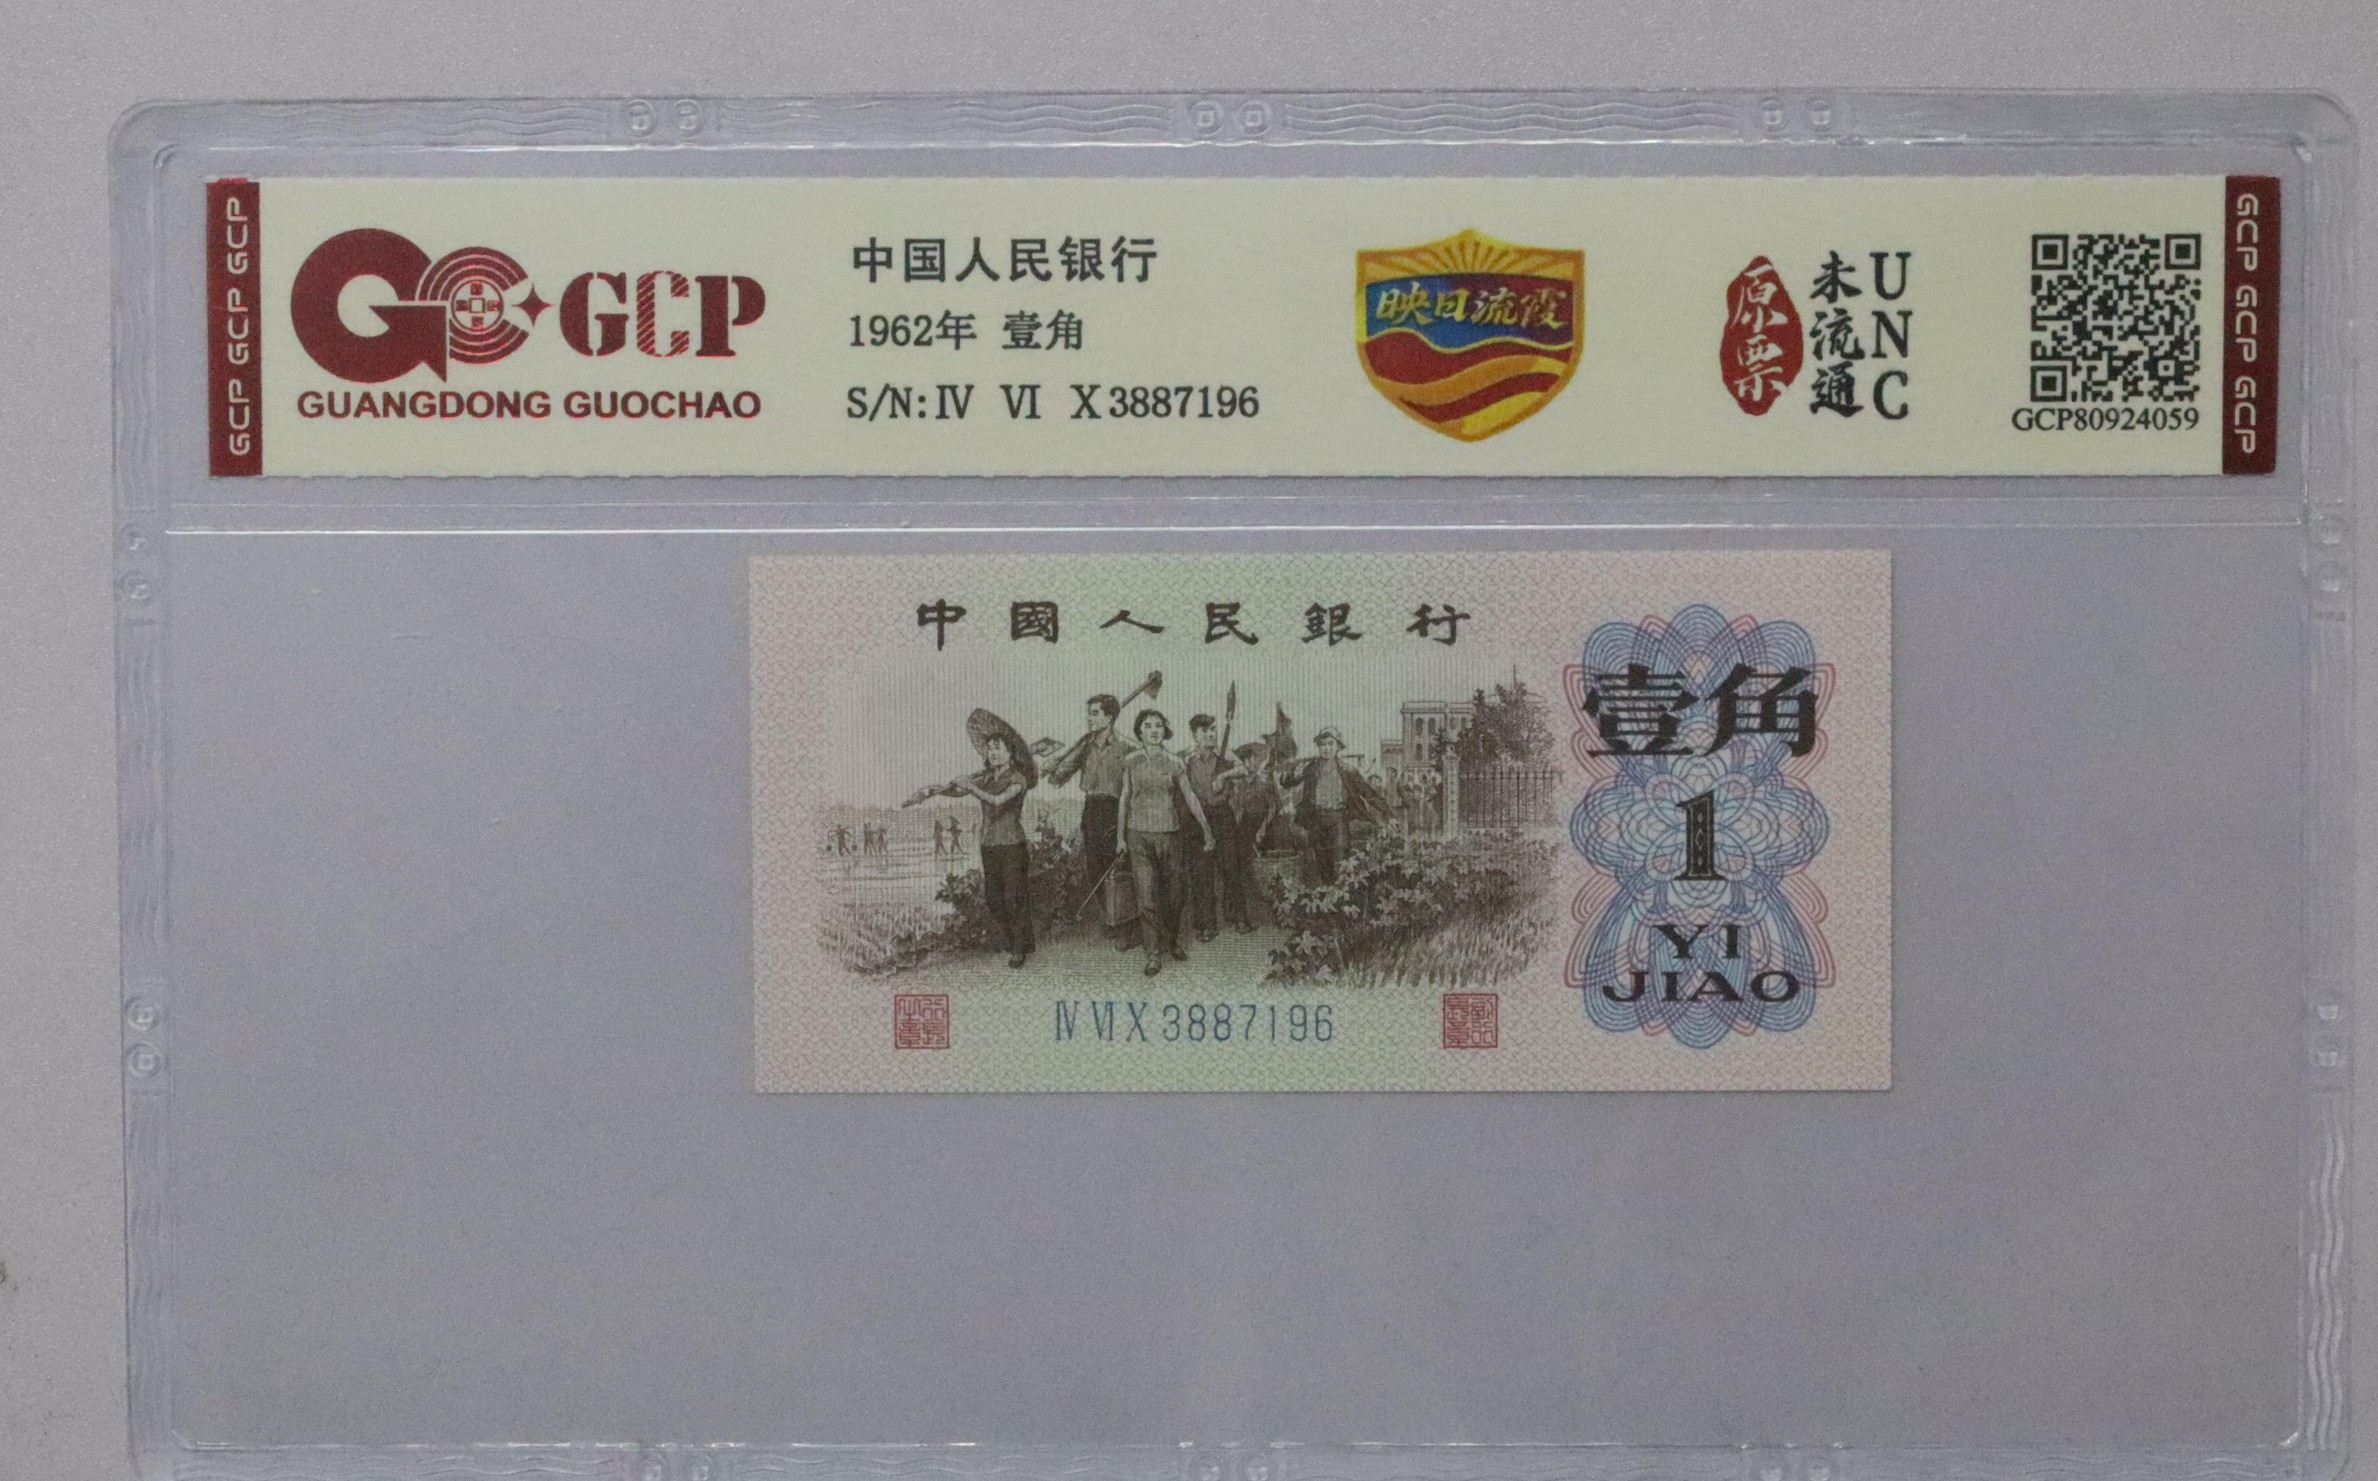 GCP GCP GCP
GCP
GUANGDONG GUOCHAO
中国人民银行
1962年 壹角
S/N: Ⅳ Ⅵ Ⅹ 3887196
映日流霞
原票
未流通
UNC
GCP80924059
GCP GCP GCP
中國人民銀行
壹角
1
YI
JIAO
Ⅳ Ⅵ Ⅹ 3887196